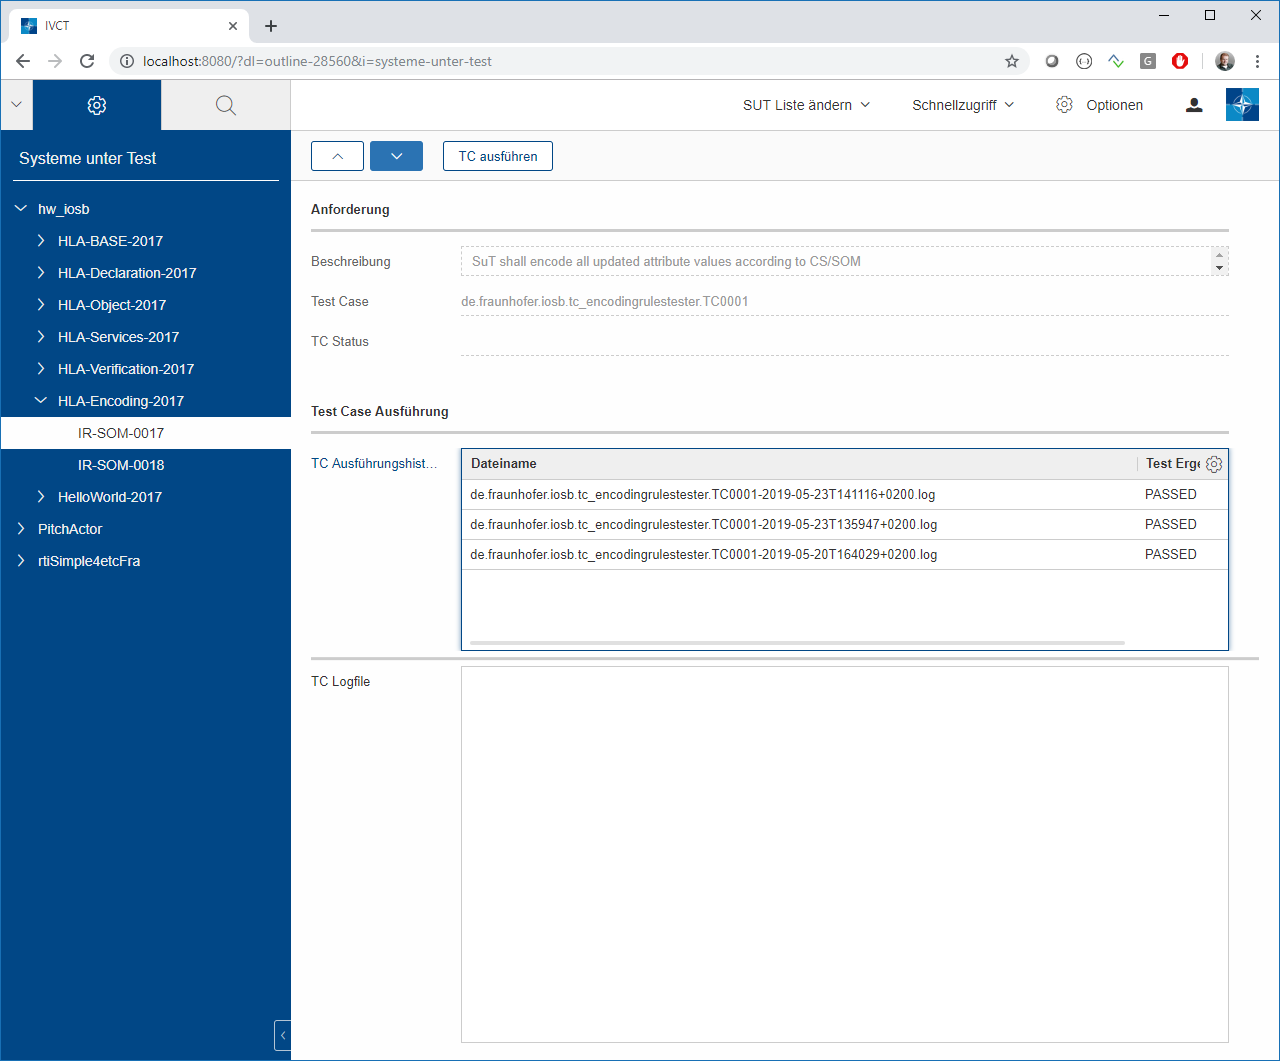 IVCT
localhost:8080/?dl=outline-28560&i=systeme-unter-test
G
SUT Liste ändern
Schnellzugriff
Optionen
Systeme unter Test
TC ausführen
hw_iosb
HLA-BASE-2017
HLA-Declaration-2017
HLA-Object-2017
HLA-Services-2017
HLA-Verification-2017
HLA-Encoding-2017
IR-SOM-0017
IR-SOM-0018
HelloWorld-2017
PitchActor
rtiSimple4etcFra
Anforderung
Beschreibung
SuT shall encode all updated attribute values according to CS/SOM
Test Case
de.fraunhofer.iosb.tc_encodingrulestester.TC0001
TC Status
Test Case Ausführung
TC Ausführungshist...
Dateiname
Test Erge
de.fraunhofer.iosb.tc_encodingrulestester.TC0001-2019-05-23T141116+0200.log
PASSED
de.fraunhofer.iosb.tc_encodingrulestester.TC0001-2019-05-23T135947+0200.log
PASSED
de.fraunhofer.iosb.tc_encodingrulestester.TC0001-2019-05-20T164029+0200.log
PASSED
TC Logfile